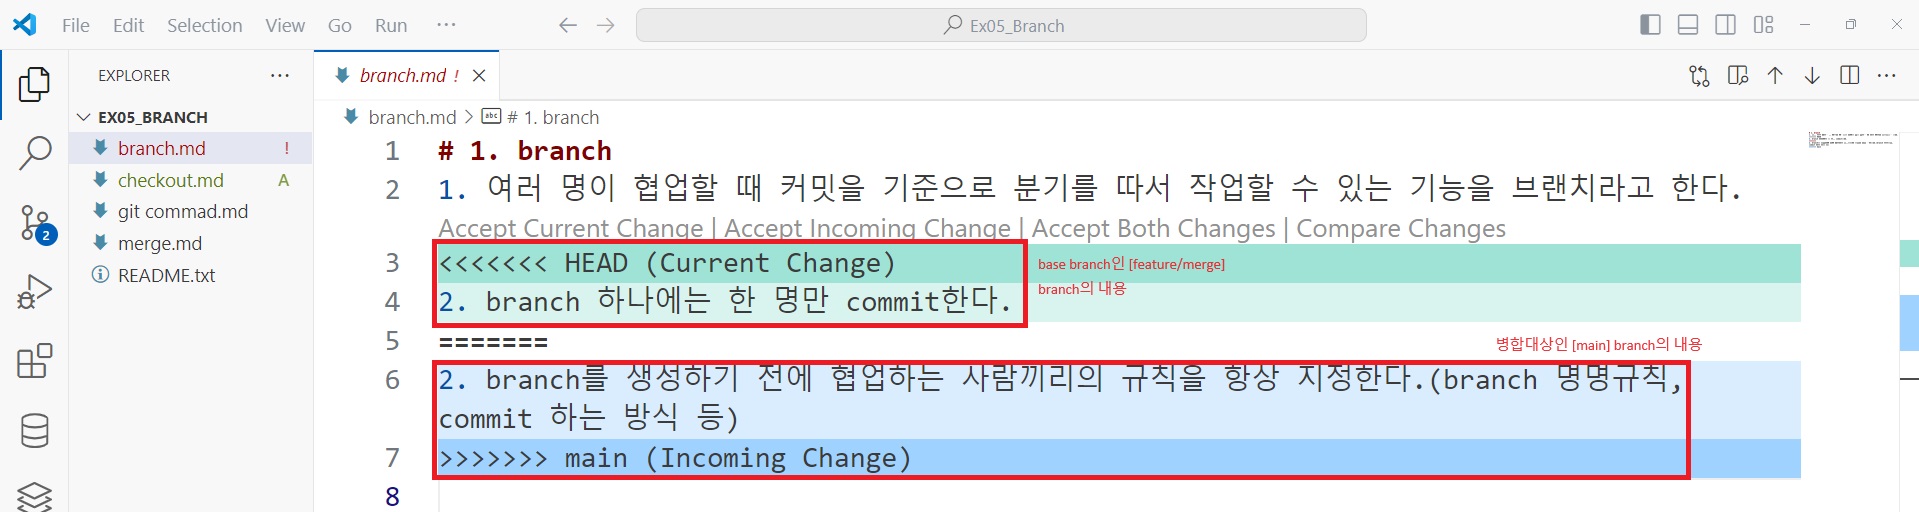 File Edit Selection View Go Run ···
Ex05_Branch
EXPLORER ···
EX05_BRANCH
branch.md !
checkout.md A
git commad.md
merge.md
README.txt
2
branch.md !
branch.md > # 1. branch
1 # 1. branch
2 1. 여러 명이 협업할 때 커밋을 기준으로 분기를 따서 작업할 수 있는 기능을 브랜치라고 한다.
Accept Current Change | Accept Incoming Change | Accept Both Changes | Compare Changes
3 <<<<<<< HEAD (Current Change)
base branch인 [feature/merge]
branch의 내용
4 2. branch 하나에는 한 명만 commit한다.
5 =======
병합대상인 [main] branch의 내용
6 2. branch를 생성하기 전에 협업하는 사람끼리의 규칙을 항상 지정한다.(branch 명명규칙,
commit 하는 방식 등)
7 >>>>>>> main (Incoming Change)
8